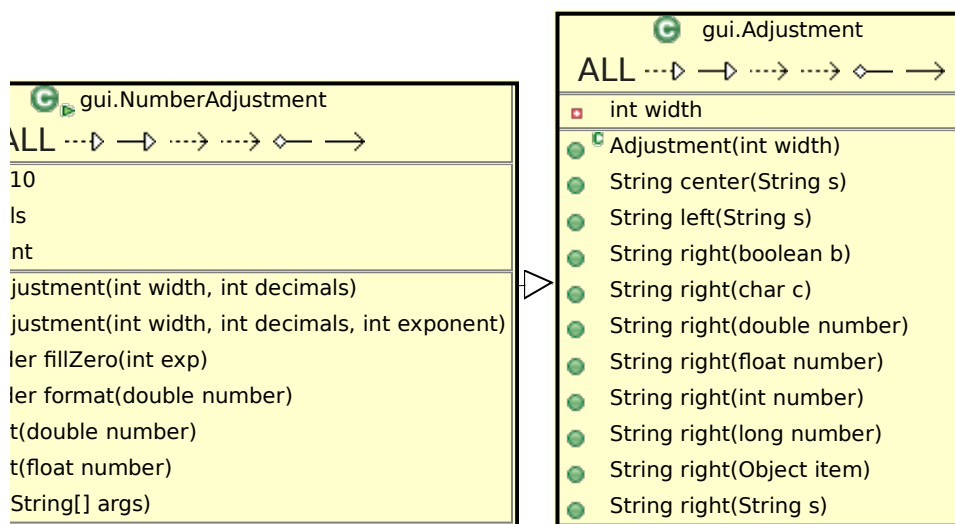 gui.NumberAdjustment
ALL
10
ls
nt
justment(int width, int decimals)
justment(int width, int decimals, int exponent)
ler fillZero(int exp)
ler format(double number)
t(double number)
t(float number)
String[] args)
gui.Adjustment
ALL
int width
Adjustment(int width)
String center(String s)
String left(String s)
String right(boolean b)
String right(char c)
String right(double number)
String right(float number)
String right(int number)
String right(long number)
String right(Object item)
String right(String s)